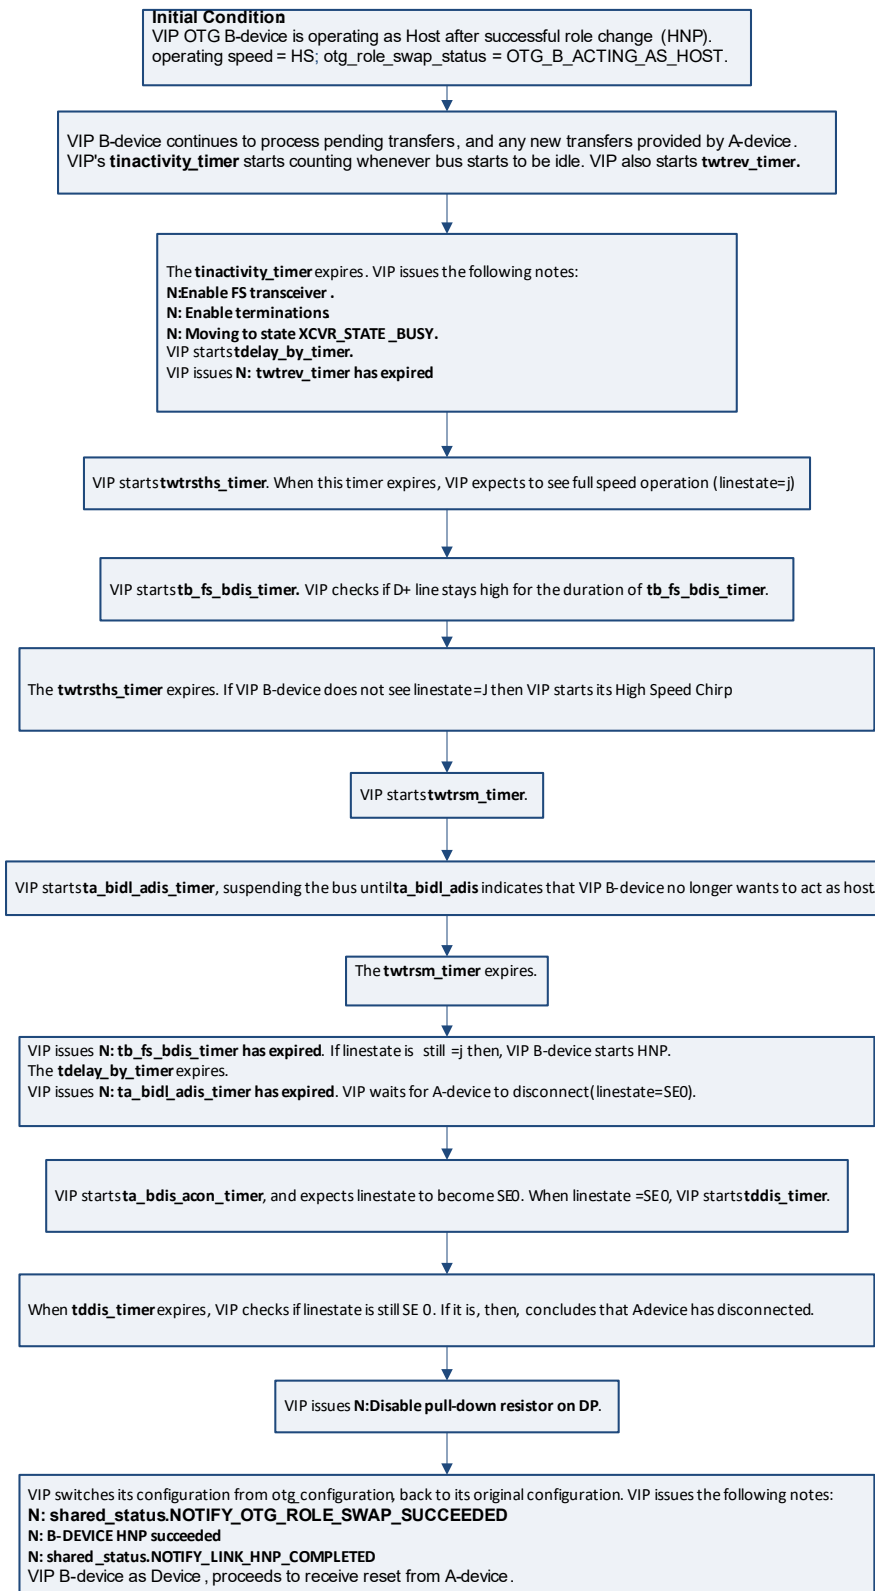 Initial Condition:
VIP OTG B-device is operating as Host after successful role change (HNP).
operating speed = HS; otg_role_swap_status = OTG_B_ACTING_AS_HOST.
VIP B-device continues to process pending transfers, and any new transfers provided by A-device.
VIP's tinactivity_timer starts counting whenever bus starts to be idle. VIP also starts twtrev_timer.
The tinactivity_timer expires. VIP issues the following notes:
N:Enable FS transceiver.
N: Enable terminations.
N: Moving to state XCVR_STATE_BUSY.
VIP starts tdelay_by_timer.
VIP issues N: twtrev_timer has expired
VIP starts twtrsths_timer. When this timer expires, VIP expects to see full speed operation (linestate=j)
VIP starts tb_fs_bdis_timer. VIP checks if D+ line stays high for the duration of tb_fs_bdis_timer.
The twtrsths_timer expires. If VIP B-device does not see linestate=J then VIP starts its High Speed Chirp
VIP starts twtrsm_timer.
VIP starts ta_bidl_adis_timer, suspending the bus until ta_bidl_adis indicates that VIP B-device no longer wants to act as host.
The twtrsm_timer expires.
VIP issues N: tb_fs_bdis_timer has expired. If linestate is still =j then, VIP B-device starts HNP.
The tdelay_by_timer expires.
VIP issues N: ta_bidl_adis_timer has expired. VIP waits for A-device to disconnect(linestate=SE0).
VIP starts ta_bdis_acon_timer, and expects linestate to become SE0. When linestate =SE0, VIP starts tddis_timer.
When tddis_timer expires, VIP checks if linestate is still SE 0. If it is, then, concludes that A-device has disconnected.
VIP issues N:Disable pull-down resistor on DP.
VIP switches its configuration from otg_configuration, back to its original configuration. VIP issues the following notes:
N: shared_status.NOTIFY_OTG_ROLE_SWAP_SUCCEEDED
N: B-DEVICE HNP succeeded
N: shared_status.NOTIFY_LINK_HNP_COMPLETED
VIP B-device as Device, proceeds to receive reset from A-device.